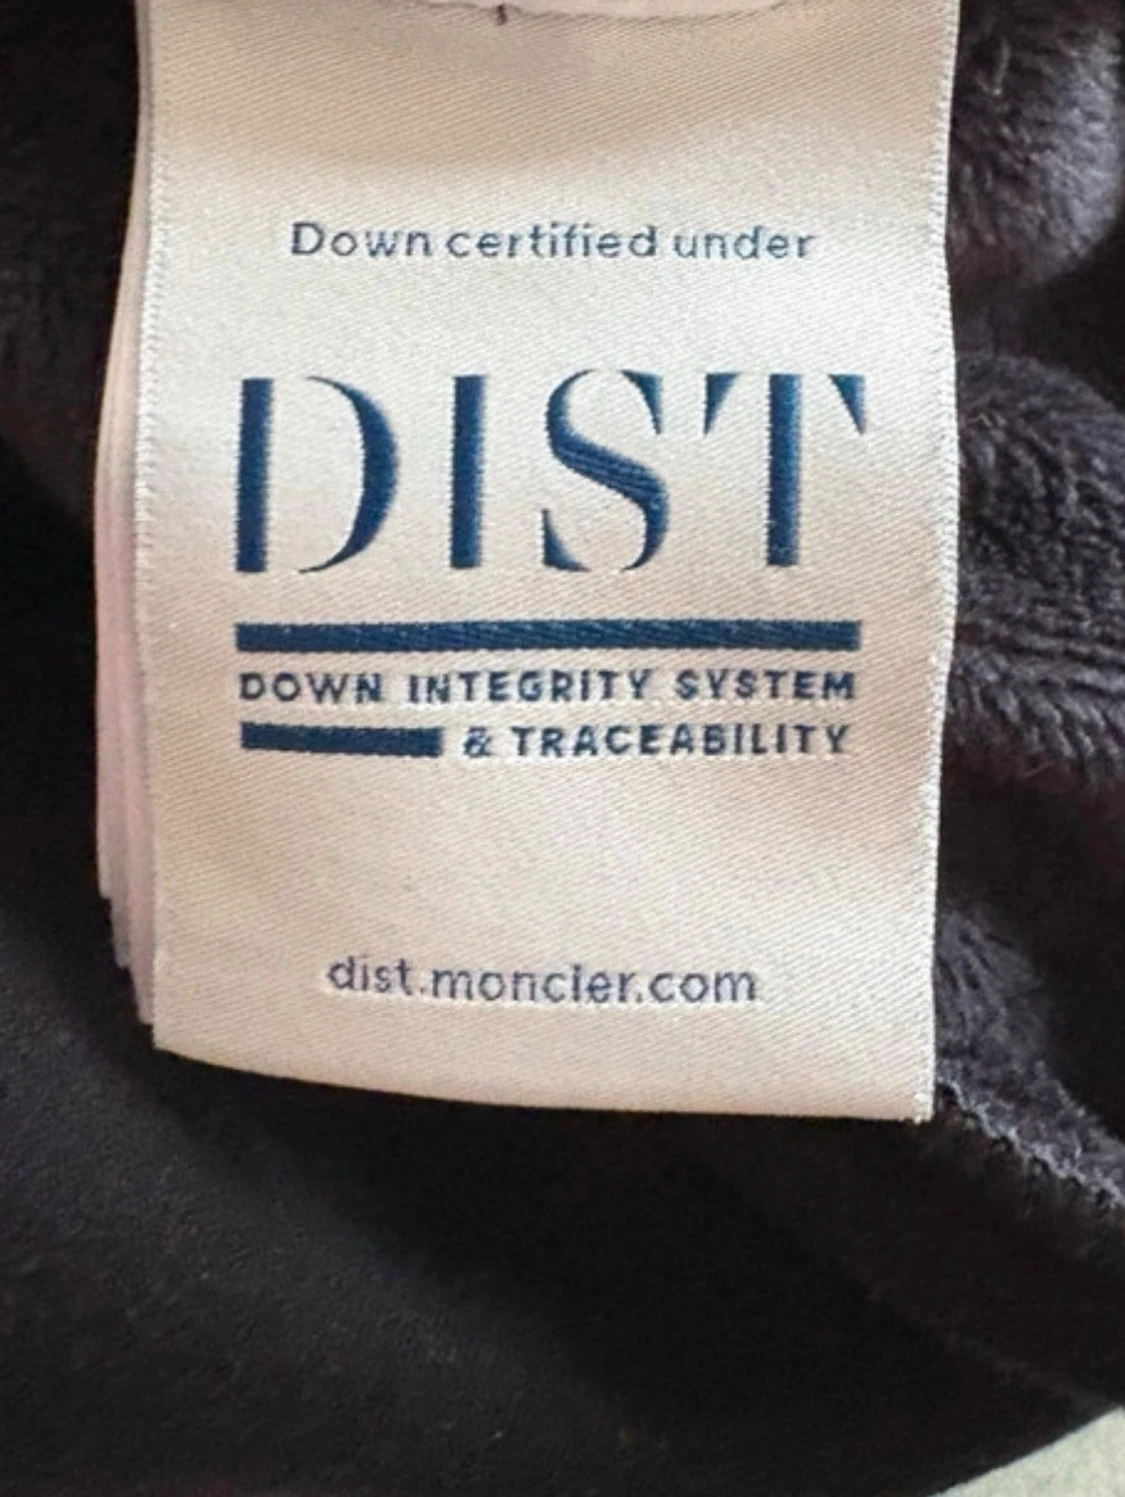 Down certified under
DIST
DOWN INTEGRITY SYSTEM
& TRACEABILITY
dist.moncler.com